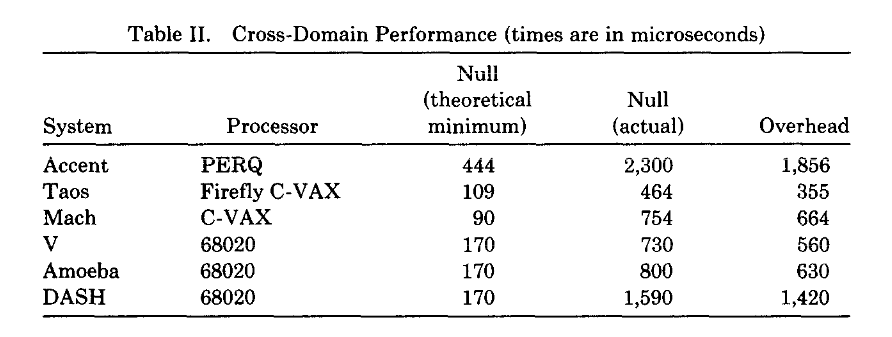 Table II. Cross-Domain Performance (times are in microseconds)
Null
(theoretical Null
System Processor minimum) (actual) Overhead
Accent PERQ 444 2,300 1,856
Taos Firefly C-VAX 109 464 355
Mach C-VAX 90 754 664
V 68020 170 730 560
Amoeba 68020 170 800 630
DASH 68020 170 1,590 1,420